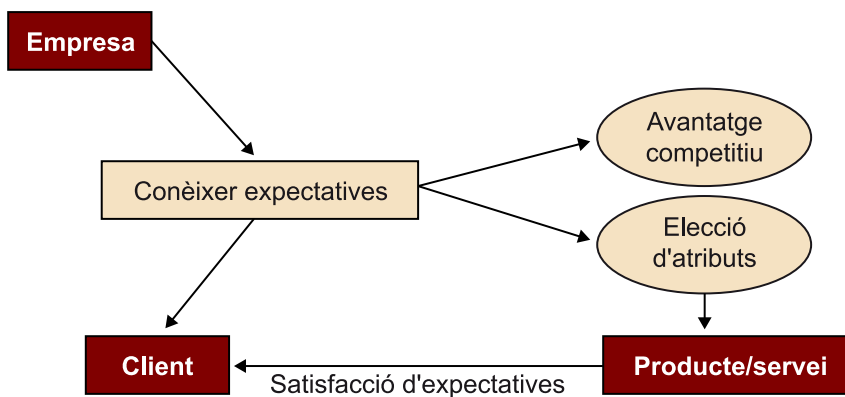 Empresa
Avantatge
competitiu
Conèixer expectatives
Elecció
d'atributs
Client
Producte/servei
Satisfacció d'expectatives